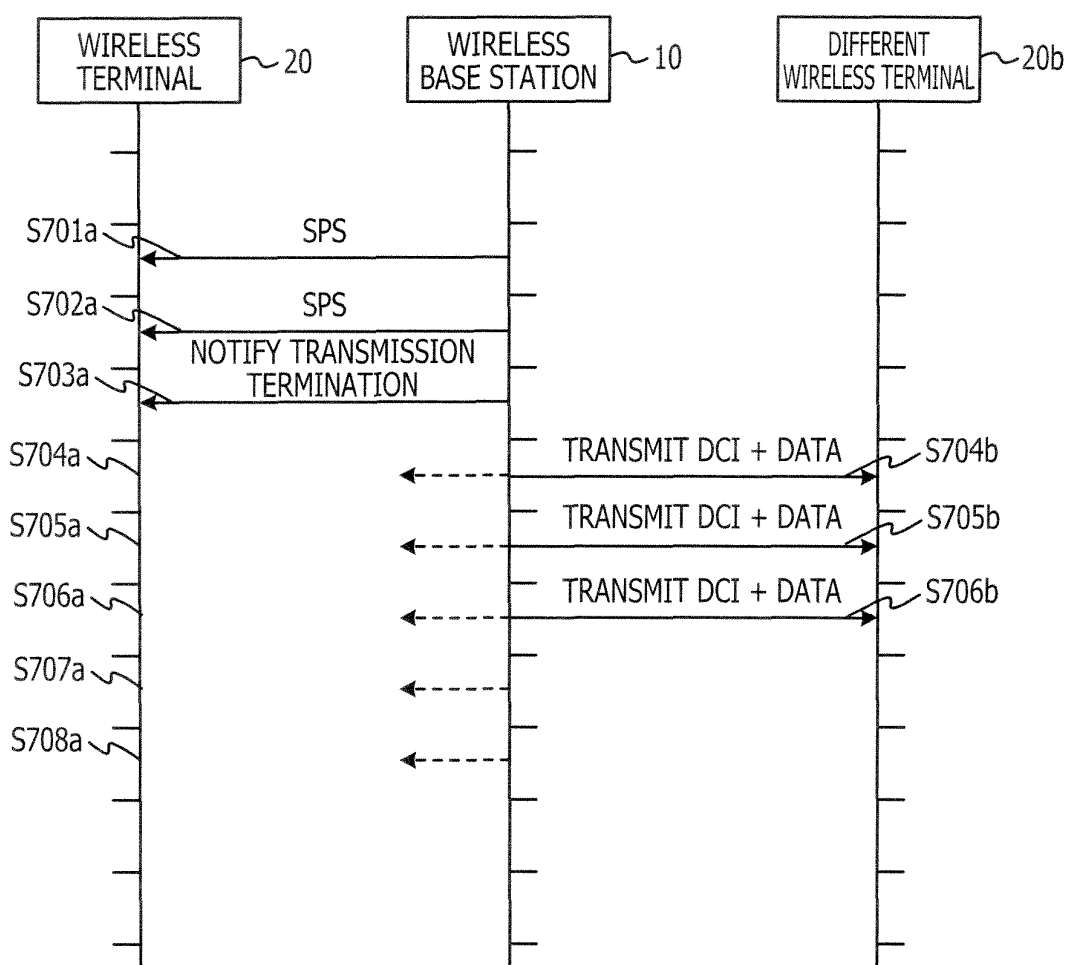 WIRELESS
TERMINAL
20
WIRELESS
BASE STATION
10
DIFFERENT
WIRELESS TERMINAL
20b
S701a
SPS
S702a
SPS
S703a
NOTIFY TRANSMISSION
TERMINATION
S704a
TRANSMIT DCI + DATA
S704b
S705a
TRANSMIT DCI + DATA
S705b
S706a
TRANSMIT DCI + DATA
S706b
S707a
S708a